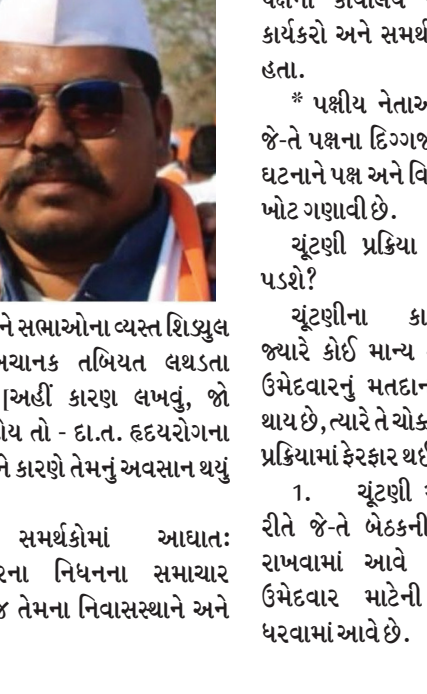 ને સભાઓના વ્યસ્ત શિડ્યુલ
ચાનક તબિયત લથડતા
[અહીં કારણ લખવું, જો
હોય તો - દા.ત. હૃદયરોગના
ને કારણે તેમનું અવસાન થયું
સમર્થકોમાં આઘાત:
રના નિધનના સમાચાર
જ તેમના નિવાસસ્થાને અને
કાર્યકરો અને સમર્થ
હતા.
* પક્ષીય નેતાઅ
જે-તે પક્ષના દિગ્ગજ
ઘટનાને પક્ષ અને વિ
ખોટ ગણાવી છે.
ચૂંટણી પ્રક્રિયા
પડશે?
ચૂંટણીના કા
જ્યારે કોઈ માન્ય
ઉમેદવારનું મતદાન
થાય છે, ત્યારે તે ચોક્
પ્રક્રિયામાં ફેરફાર થઈ
1. ચૂંટણી
રીતે જે-તે બેઠકની
રાખવામાં આવે
ઉમેદવાર માટેની
ધરવામાં આવે છે.